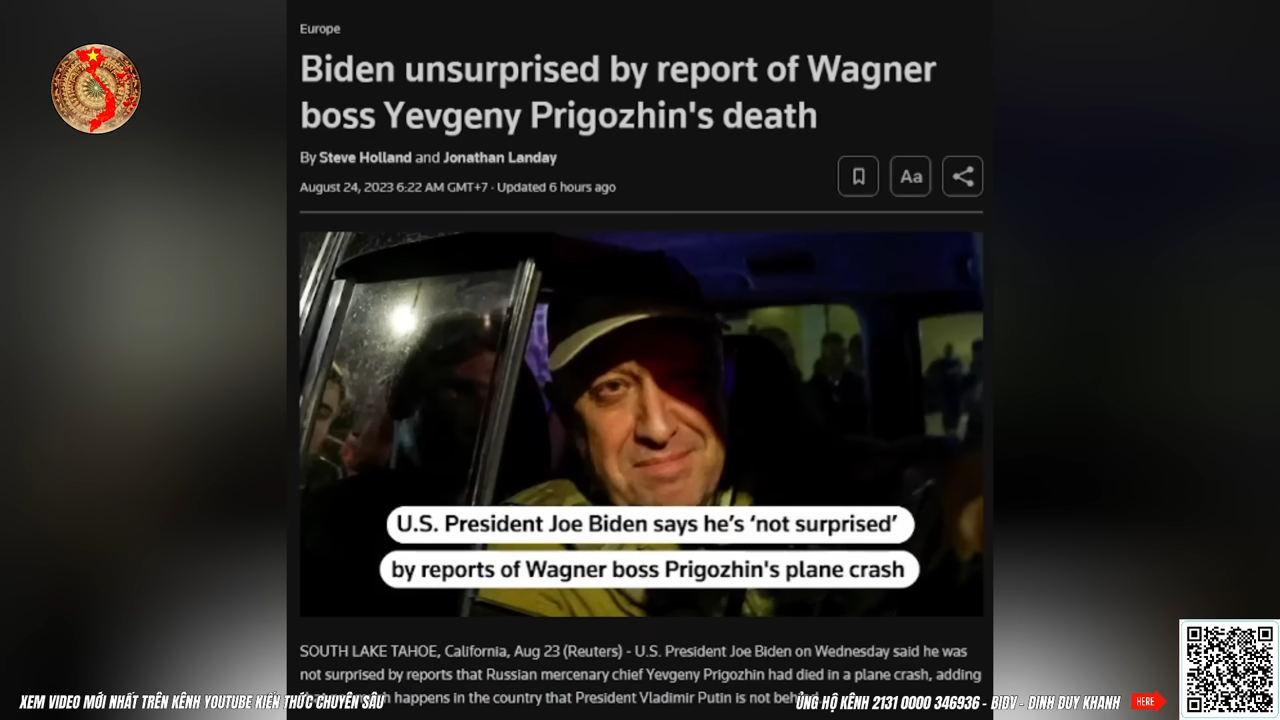 Europe
Biden unsurprised by report of Wagner
boss Yevgeny Prigozhin's death
By Steve Holland and Jonathan Landay
August 24, 2023 6:22 AM GMT+7 · Updated 6 hours ago
Aa
U.S. President Joe Biden says he's ‘not surprised’
by reports of Wagner boss Prigozhin's plane crash
SOUTH LAKE TAHOE, California, Aug 23 (Reuters) - U.S. President Joe Biden on Wednesday said he was
not surprised by reports that Russian mercenary chief Yevgeny Prigozhin had died in a plane crash, adding
happens in the country that President Vladimir Putin is not
XEM VIDEO MỚI NHẤT TRÊN KÊNH YOUTUBE KIẾN THỨC CHUYÊN SÂU
ỦNG HỘ KÊNH 2131 0000 346936 - BIDV - ĐINH DUY KHANH
HERE